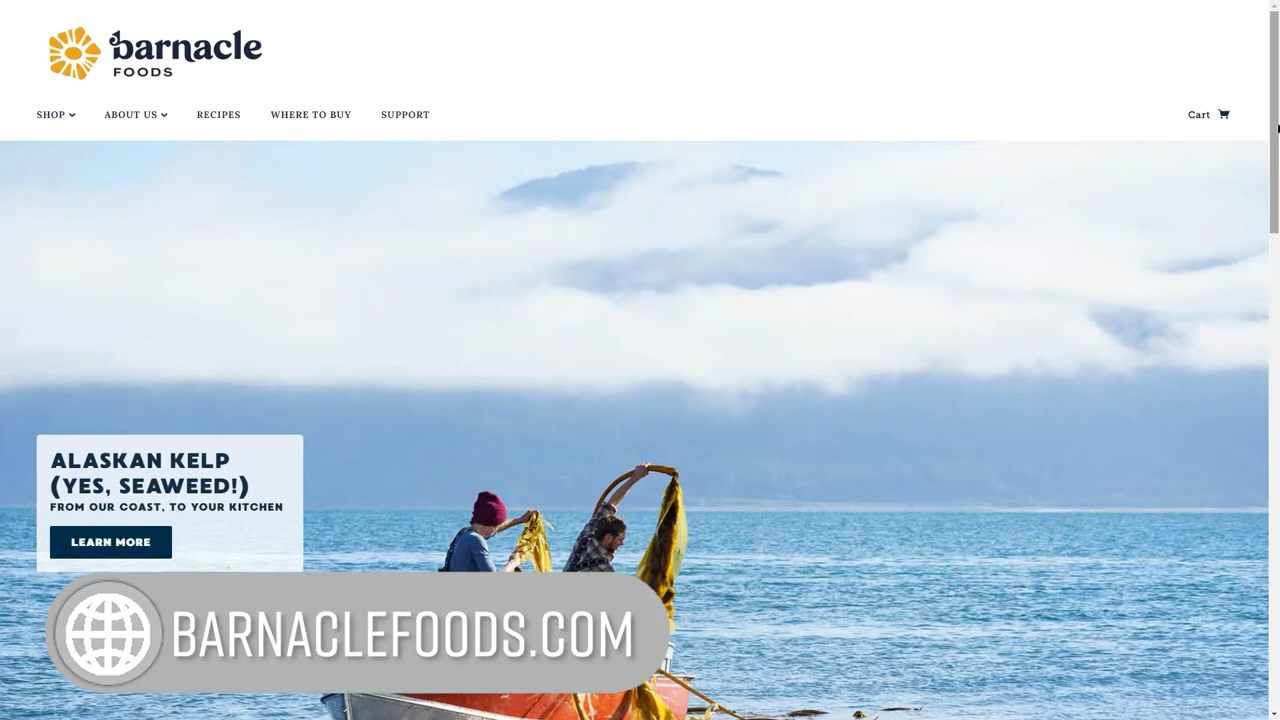 barnacle
FOODS
SHOP
ABOUT US
RECIPES
WHERE TO BUY
SUPPORT
Cart
ALASKAN KELP
(YES, SEAWEED!)
FROM OUR COAST, TO YOUR KITCHEN
LEARN MORE
BARNACLEFOODS.COM